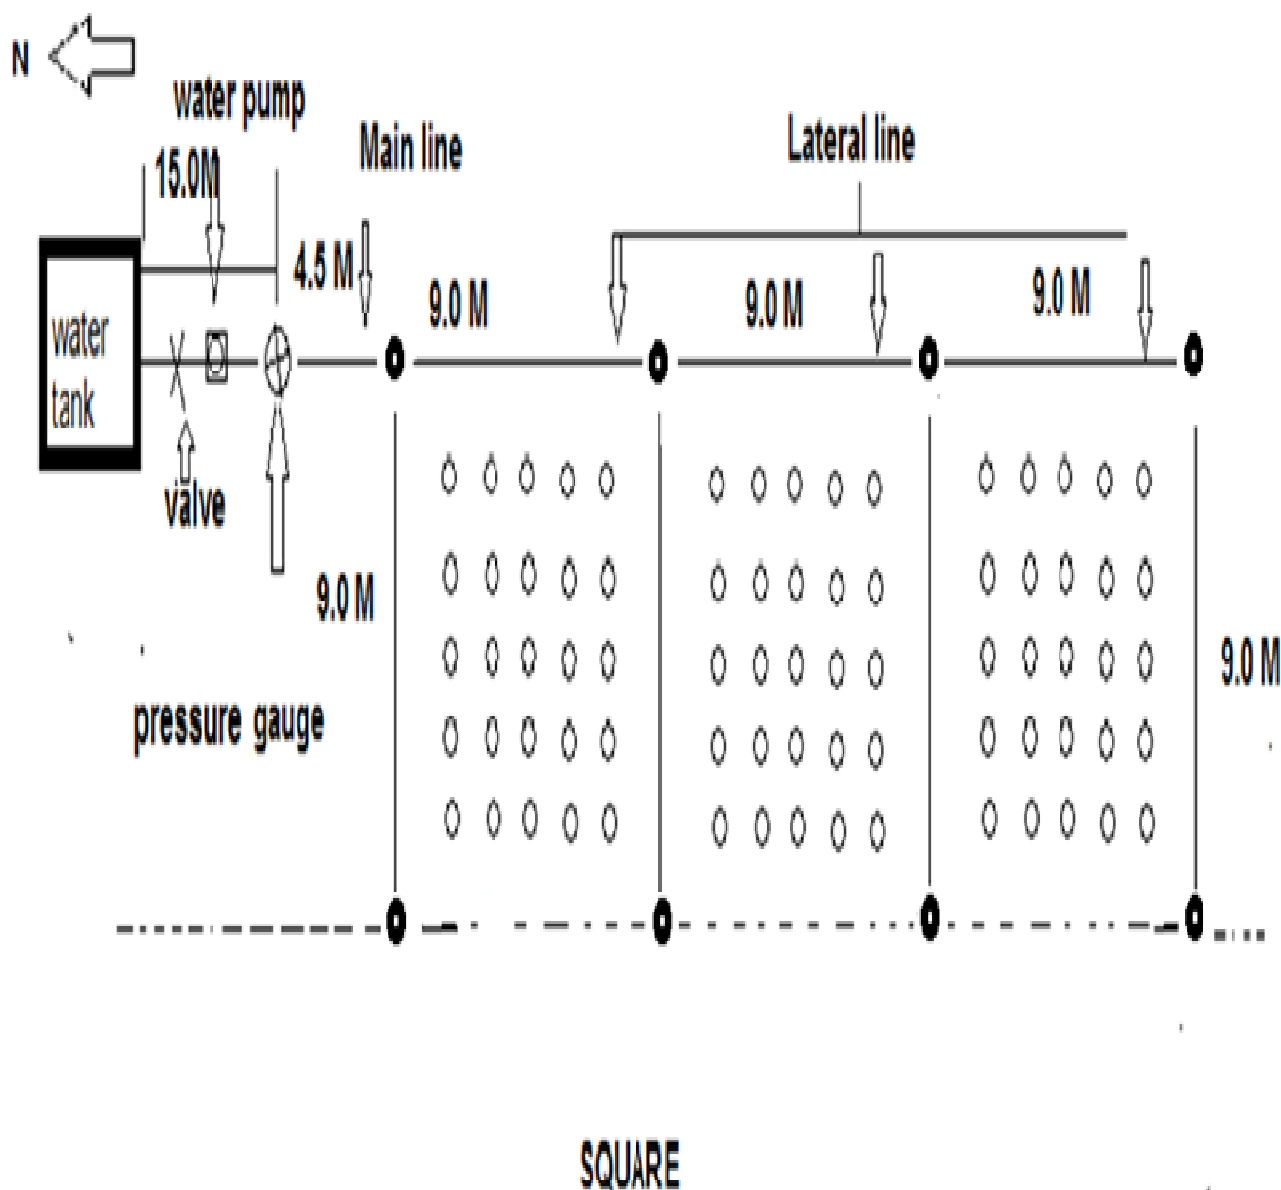 N
water pump
Main line
Lateral line
15.0M
4.5 M
9.0 M
9.0 M
9.0 M
water
tank
valve
9.0 M
9.0 M
pressure gauge
SQUARE